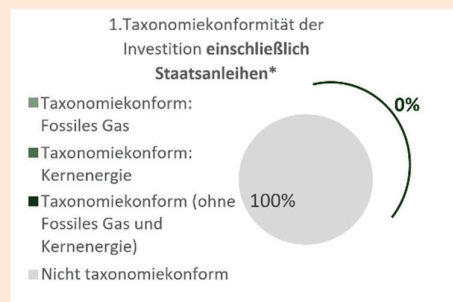 1.Taxonomiekonformität der
Investition einschließlich
Staatsanleihen*
Taxonomiekonform:
Fossiles Gas
Taxonomiekonform:
Kernenergie
Taxonomiekonform (ohne
Fossiles Gas und
Kernenergie)
Nicht taxonomiekonform
0%
100%